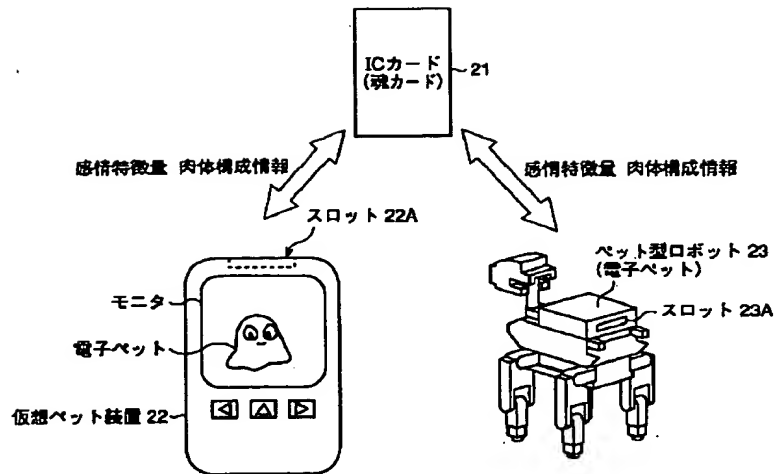 ICカード
(魂カード)
21
感情特徴量 肉体構成情報
感情特徴量 肉体構成情報
スロット 22A
ペット型ロボット 23
(電子ペット)
スロット 23A
モニタ
電子ペット
仮想ペット装置 22